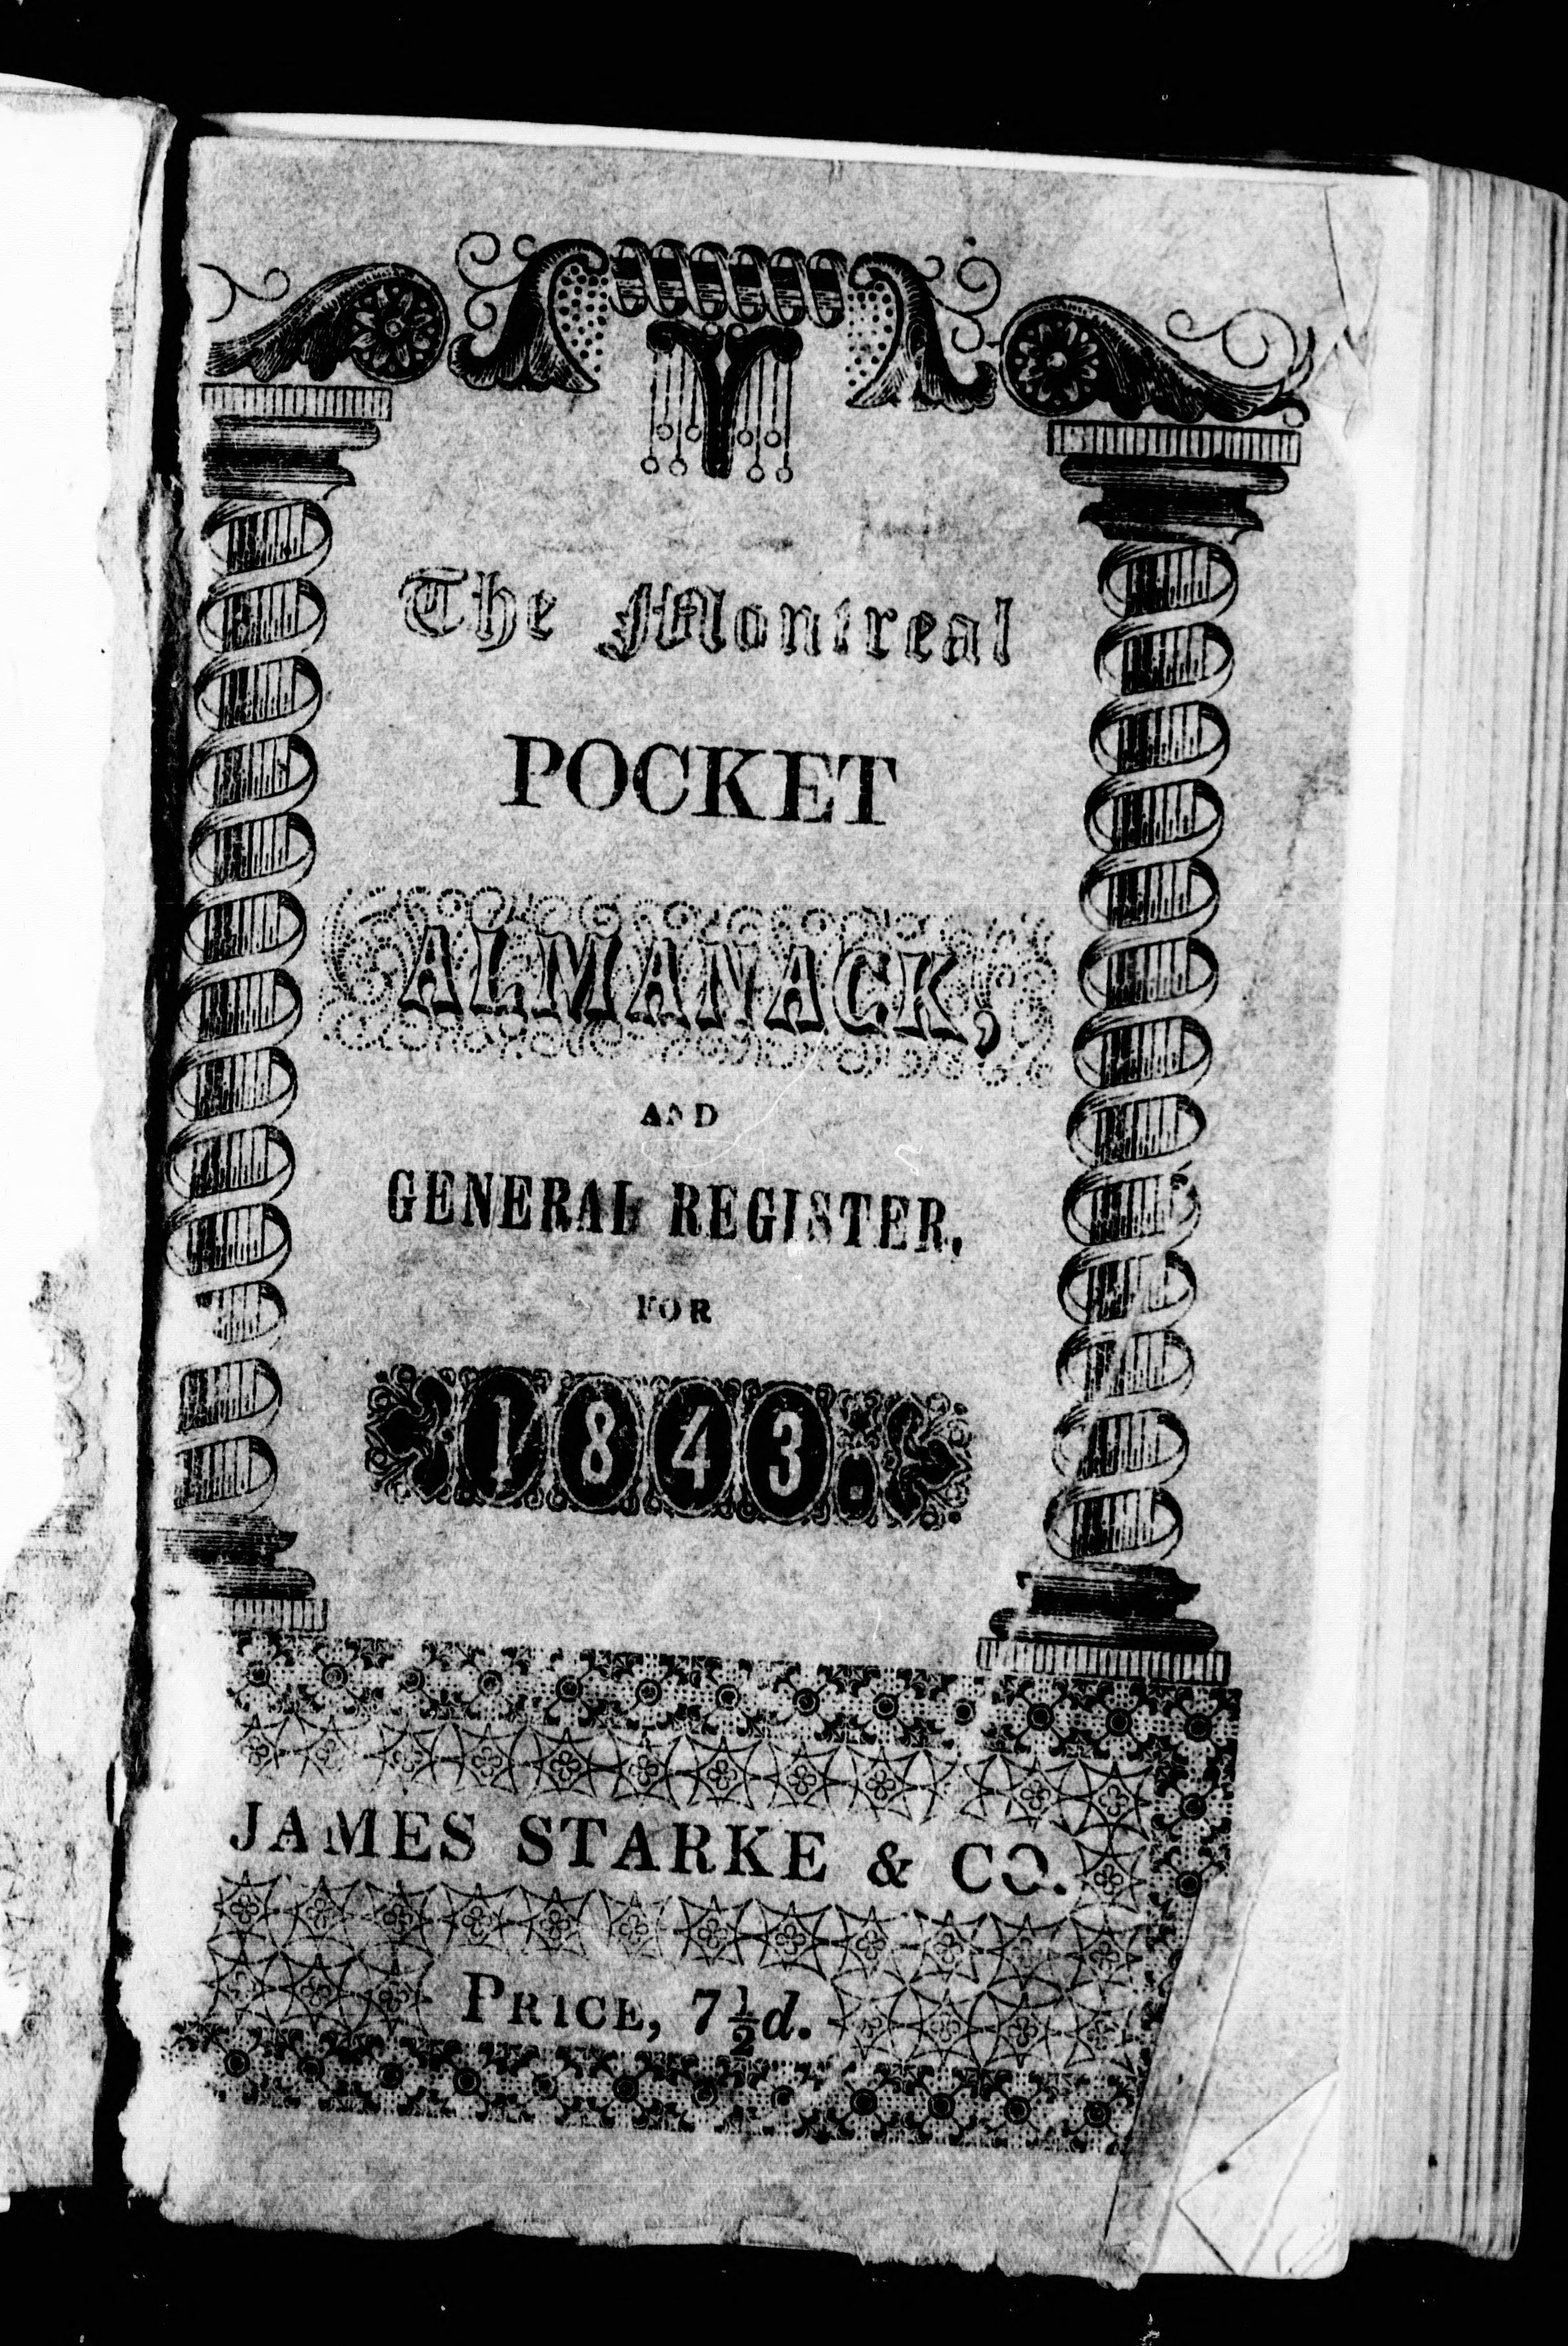 The Montreal
POCKET
ALMANACK,
AND
GENERAL REGISTER,
FOR
1843.
JAMES STARKE & CO.
PRICE, 7½d.